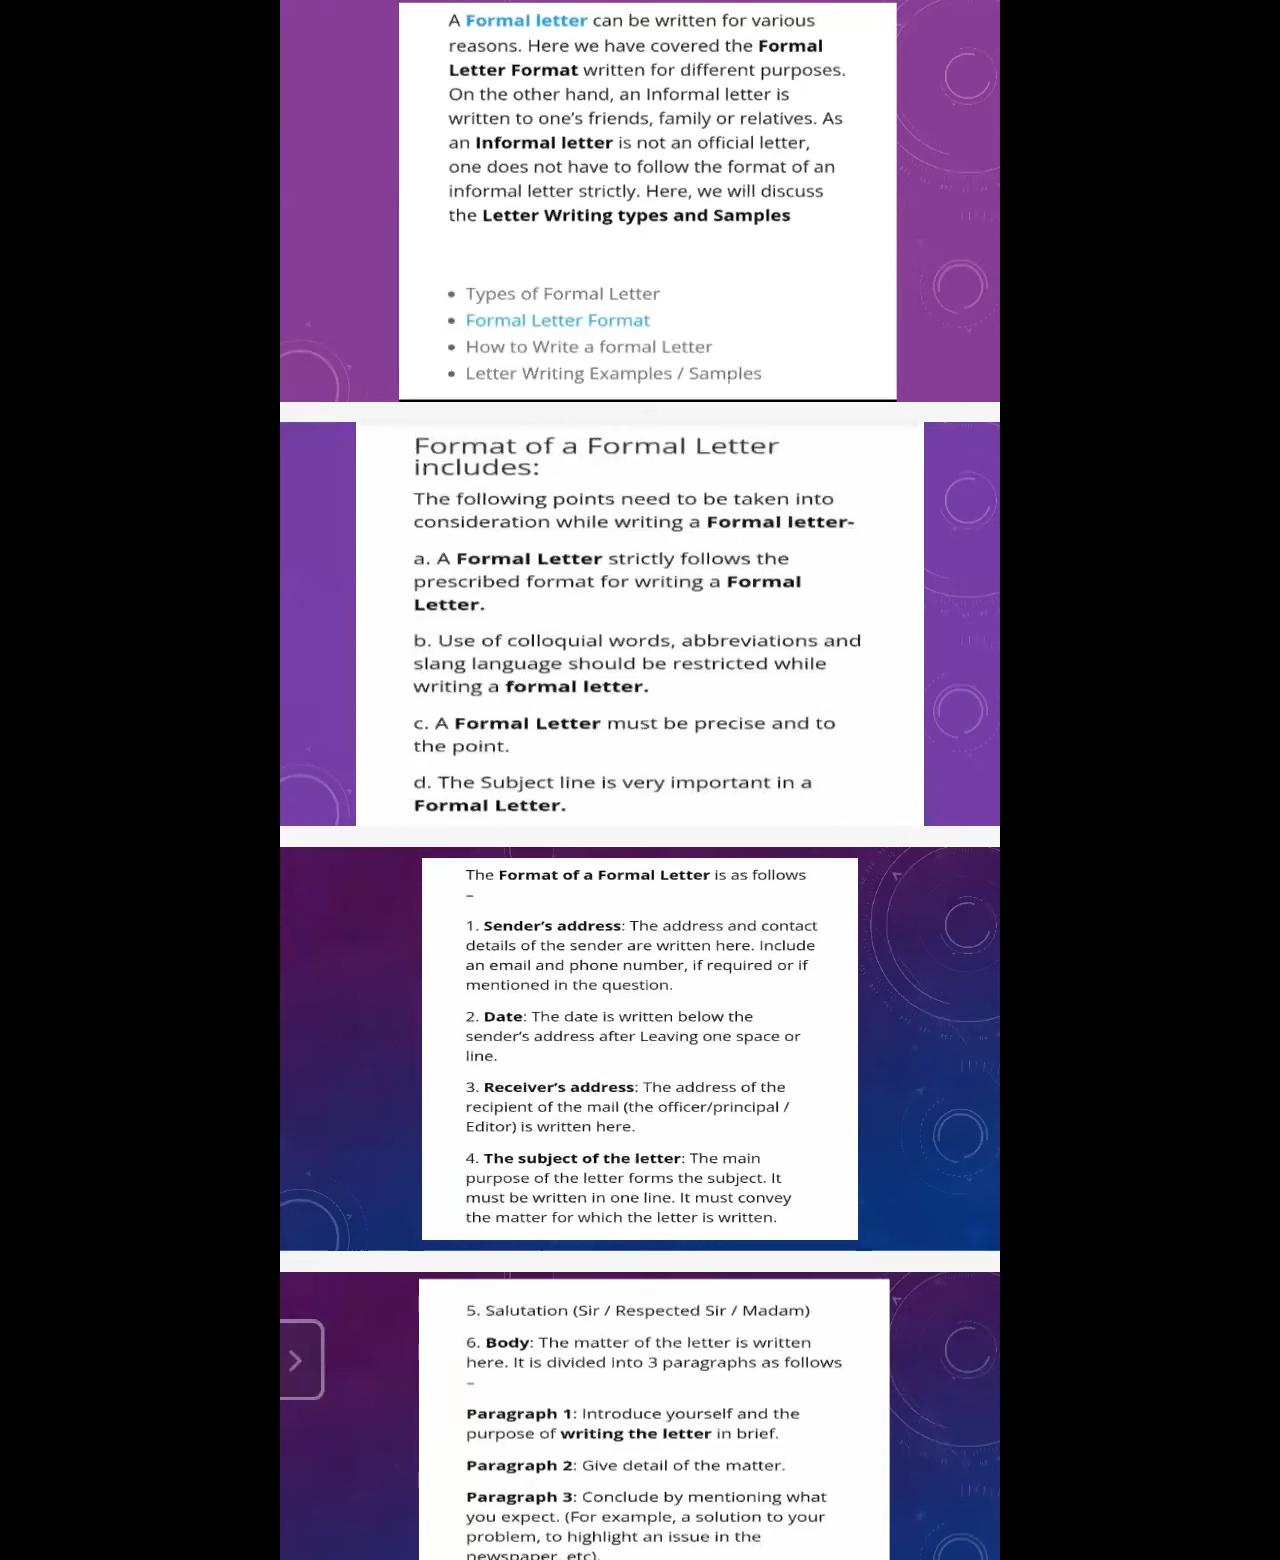 A Formal letter can be written for various
reasons. Here we have covered the Formal
Letter Format written for different purposes.
On the other hand, an Informal letter is
written to one's friends, family or relatives. As
an Informal letter is not an official letter,
one does not have to follow the format of an
informal letter strictly. Here, we will discuss
the Letter Writing types and Samples
• Types of Formal Letter
• Formal Letter Format
• How to Write a formal Letter
• Letter Writing Examples / Samples
Format of a Formal Letter
includes:
The following points need to be taken into
consideration while writing a Formal letter-
a. A Formal Letter strictly follows the
prescribed format for writing a Formal
Letter.
b. Use of colloquial words, abbreviations and
slang language should be restricted while
writing a formal letter.
c. A Formal Letter must be precise and to
the point.
d. The Subject line is very important in a
Formal Letter.
The Format of a Formal Letter is as follows
–
1. Sender's address: The address and contact
details of the sender are written here. Include
an email and phone number, if required or if
mentioned in the question.
2. Date: The date is written below the
sender's address after Leaving one space or
line.
3. Receiver's address: The address of the
recipient of the mail (the officer/principal /
Editor) is written here.
4. The subject of the letter: The main
purpose of the letter forms the subject. It
must be written in one line. It must convey
the matter for which the letter is written.
5. Salutation (Sir / Respected Sir / Madam)
6. Body: The matter of the letter is written
here. It is divided into 3 paragraphs as follows
–
Paragraph 1: Introduce yourself and the
purpose of writing the letter in brief.
Paragraph 2: Give detail of the matter.
Paragraph 3: Conclude by mentioning what
you expect. (For example, a solution to your
problem, to highlight an issue in the
newspaper, etc).